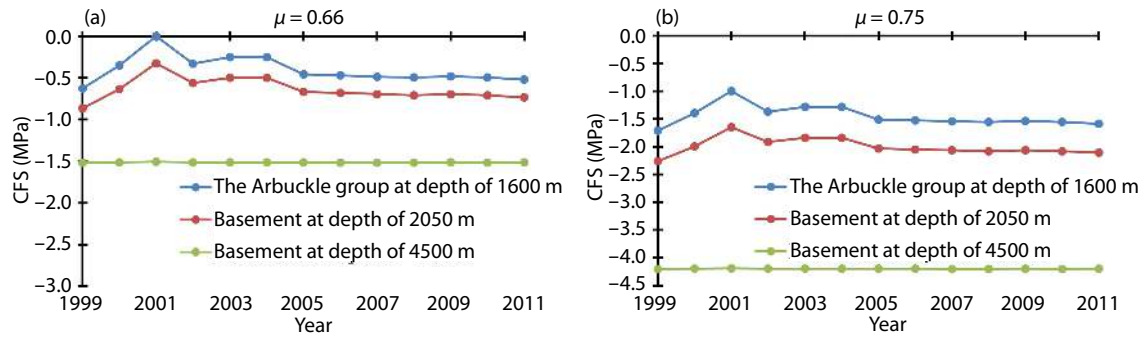 (a)
μ = 0.66
0.0
−0.5
−1.0
−1.5
−2.0
−2.5
−3.0
CFS (MPa)
The Arbuckle group at depth of 1600 m
Basement at depth of 2050 m
Basement at depth of 4500 m
1999 2001 2003 2005 2007 2009 2011
Year
(b)
μ = 0.75
0.0
−0.5
−1.0
−1.5
−2.0
−2.5
−3.0
−3.5
−4.0
−4.5
CFS (MPa)
The Arbuckle group at depth of 1600 m
Basement at depth of 2050 m
Basement at depth of 4500 m
1999 2001 2003 2005 2007 2009 2011
Year